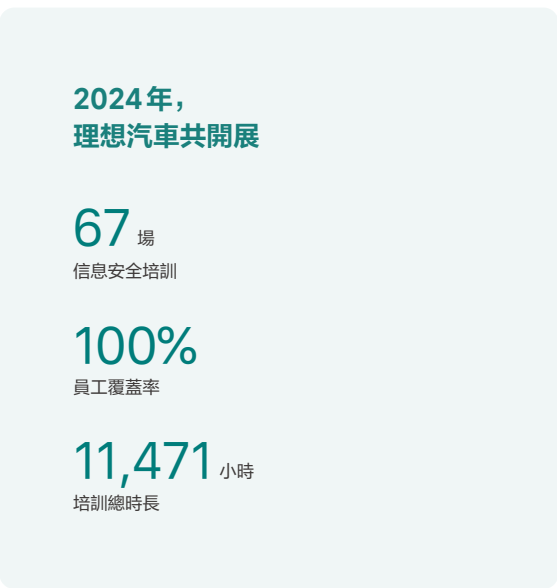 2024年，
理想汽車共開展
67 場
信息安全培訓
100%
員工覆蓋率
11,471 小時
培訓總時長